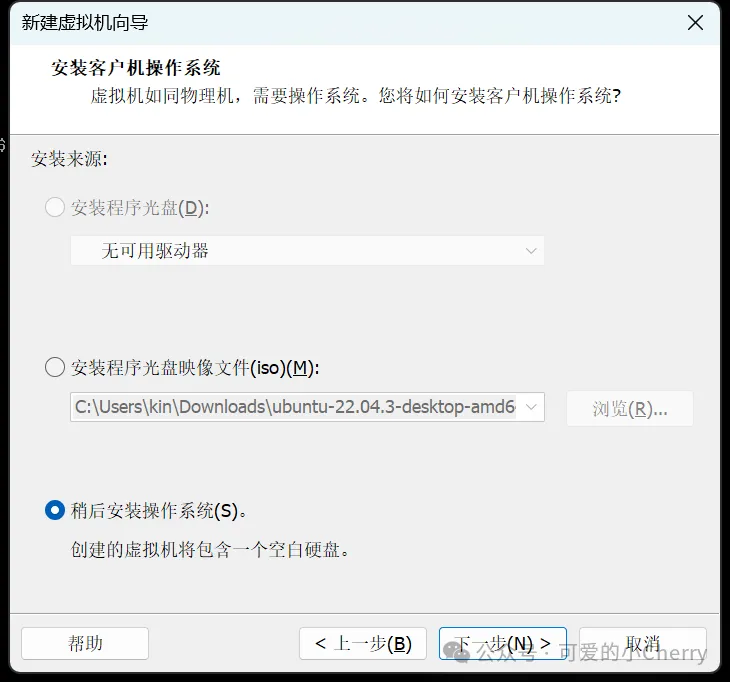 新建虚拟机向导
安装客户机操作系统
虚拟机如同物理机，需要操作系统。您将如何安装客户机操作系统?
安装来源:
安装程序光盘(D):
无可用驱动器
安装程序光盘映像文件(iso)(M):
C:\Users\kin\Downloads\ubuntu-22.04.3-desktop-amd6
浏览(R)...
稍后安装操作系统(S)。
创建的虚拟机将包含一个空白硬盘。
帮助
< 上一步(B)
下一步(N) >
取消
公众号 · 可爱的小Cherry